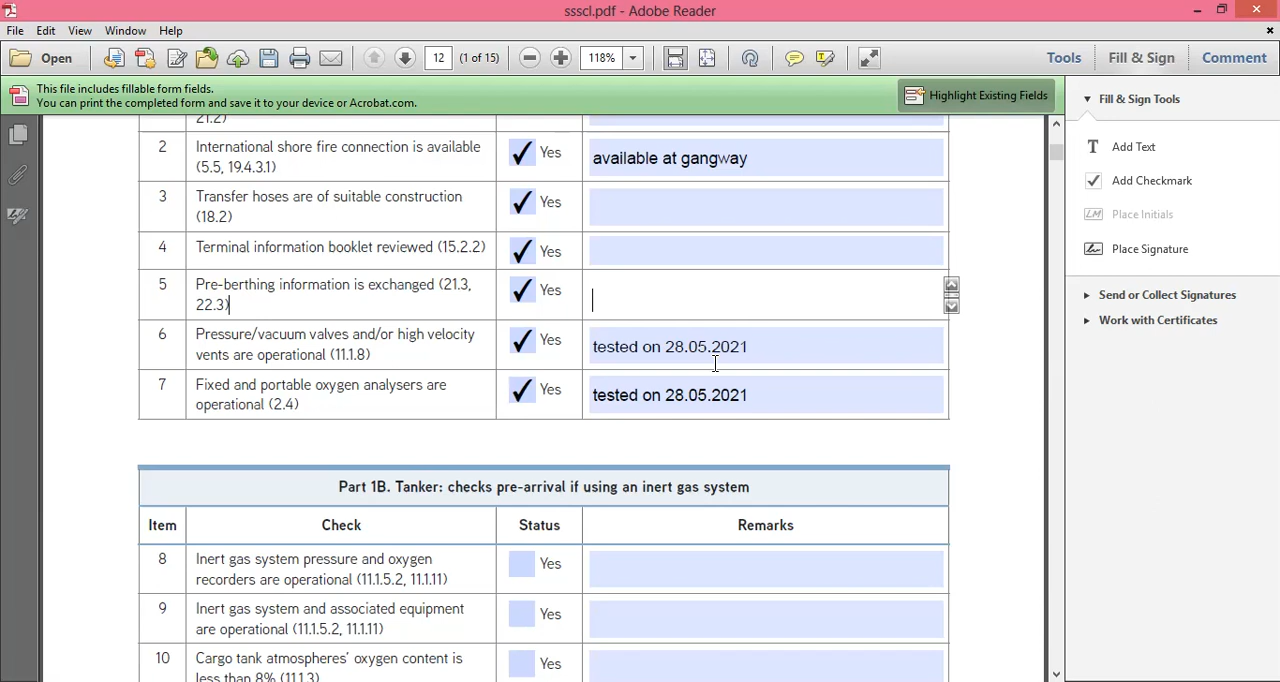 ssscl.pdf - Adobe Reader
File Edit View Window Help
Open 12 (1 of 15) 118% Tools Fill & Sign Comment
This file includes fillable form fields.
You can print the completed form and save it to your device or Acrobat.com.
Highlight Existing Fields
Fill & Sign Tools
Add Text
Add Checkmark
Place Initials
Place Signature
Send or Collect Signatures
Work with Certificates
21.2)
2 International shore fire connection is available Yes available at gangway
(5.5, 19.4.3.1)
3 Transfer hoses are of suitable construction Yes
(18.2)
4 Terminal information booklet reviewed (15.2.2) Yes
5 Pre-berthing information is exchanged (21.3, Yes
22.3)
6 Pressure/vacuum valves and/or high velocity Yes tested on 28.05.2021
vents are operational (11.1.8)
7 Fixed and portable oxygen analysers are Yes tested on 28.05.2021
operational (2.4)
Part 1B. Tanker: checks pre-arrival if using an inert gas system
Item Check Status Remarks
8 Inert gas system pressure and oxygen Yes
recorders are operational (11.1.5.2, 11.1.11)
9 Inert gas system and associated equipment Yes
are operational (11.1.5.2, 11.1.11)
10 Cargo tank atmospheres' oxygen content is Yes
less than 8% (11.1.3)